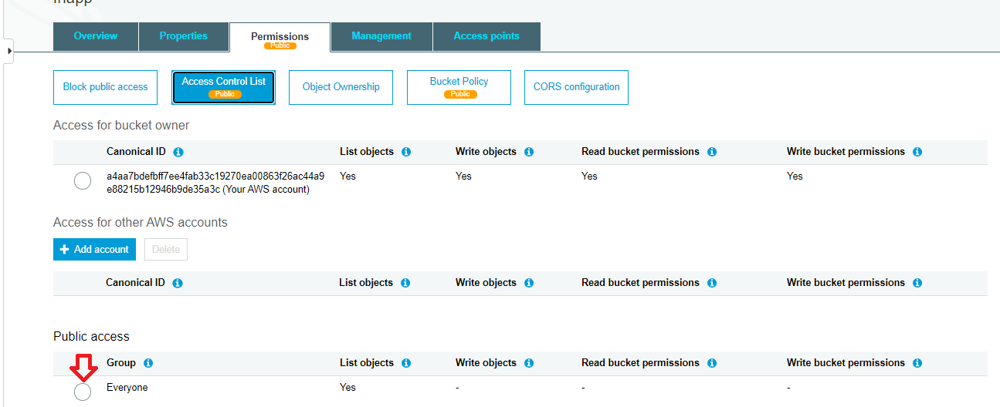 Overview Properties Permissions Management Access points
Public
Block public access Access Control List Object Ownership Bucket Policy CORS configuration
Public Public
Access for bucket owner
Canonical ID List objects Write objects Read bucket permissions Write bucket permissions
a4aa7bdefbff7ee4fab33c19270ea00863f26ac44a9 Yes Yes Yes Yes
e88215b12946b9de35a3c (Your AWS account)
Access for other AWS accounts
+ Add account Delete
Canonical ID List objects Write objects Read bucket permissions Write bucket permissions
Public access
Group List objects Write objects Read bucket permissions Write bucket permissions
Everyone Yes - - -